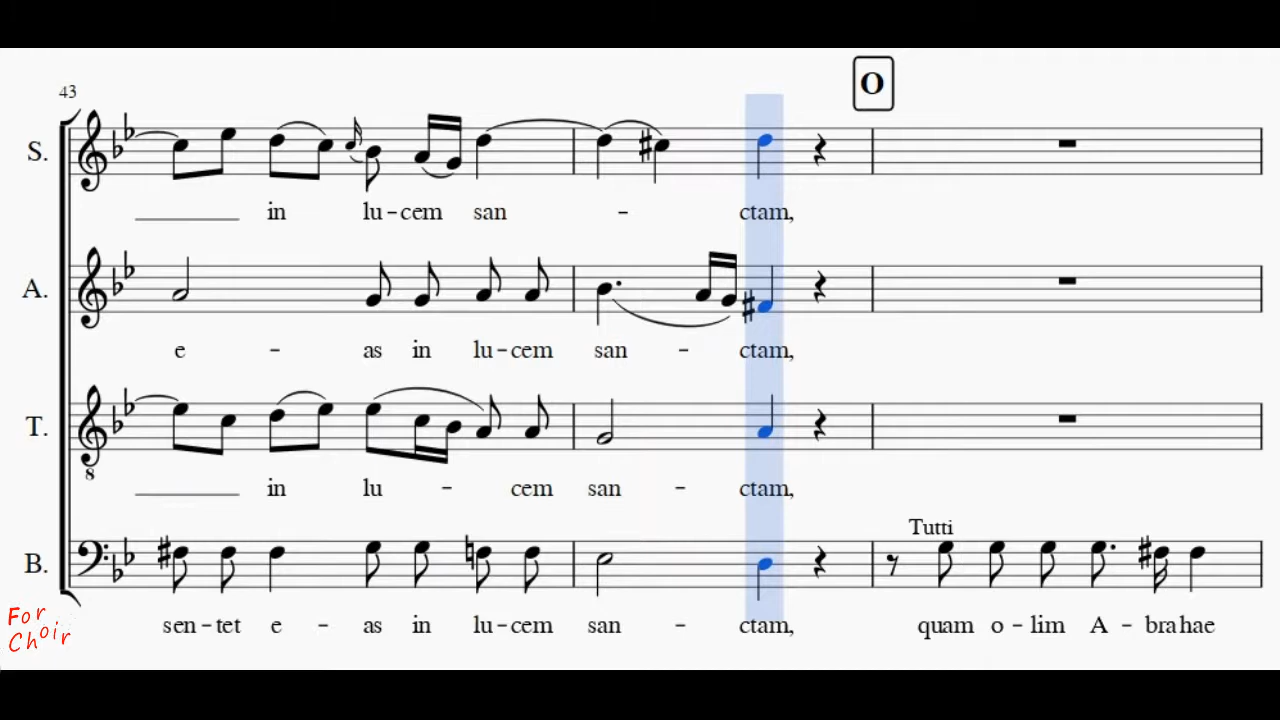 O
43
S.
in lu-cem san - ctam,
A.
e - as in lu-cem san - ctam,
T.
8
in lu - cem san - ctam,
Tutti
B.
sen-tet e - as in lu-cem san - ctam, quam o-lim A-brahae
For
Choir